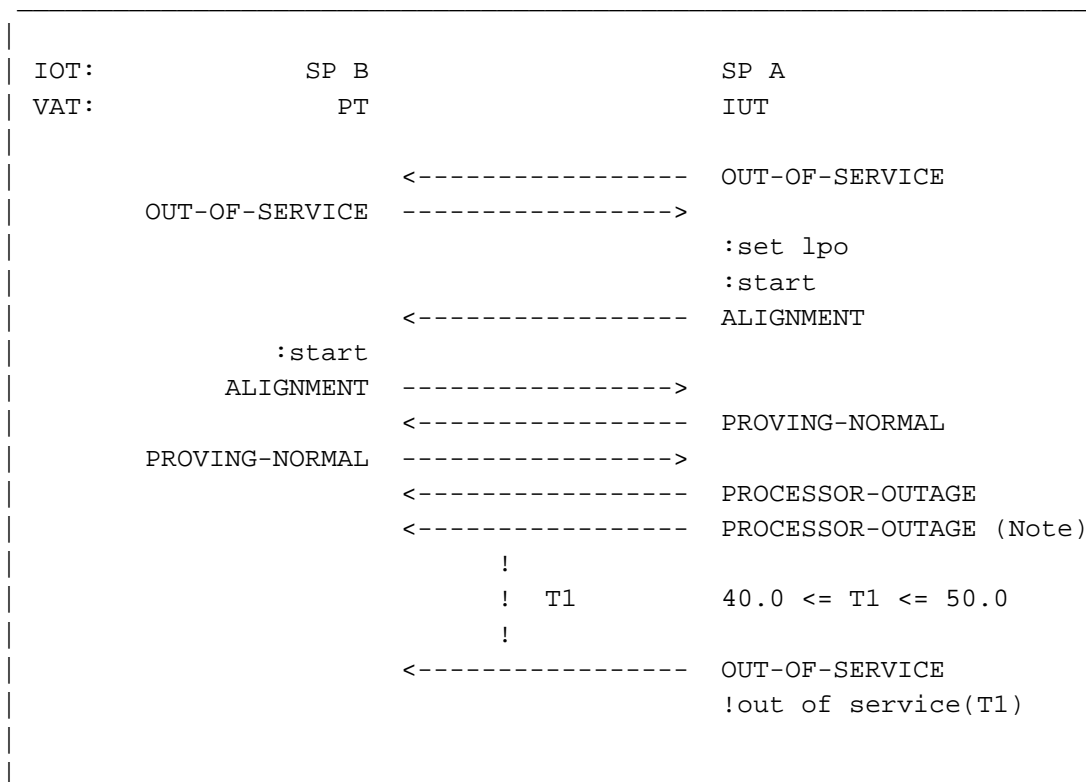 IOT: SP B SP A
VAT: PT IUT
<----------------- OUT-OF-SERVICE
OUT-OF-SERVICE ----------------->
:set lpo
:start
<----------------- ALIGNMENT
:start
ALIGNMENT ----------------->
<----------------- PROVING-NORMAL
PROVING-NORMAL ----------------->
<----------------- PROCESSOR-OUTAGE
<----------------- PROCESSOR-OUTAGE (Note)
!
! T1 40.0 <= T1 <= 50.0
!
<----------------- OUT-OF-SERVICE
!out of service(T1)